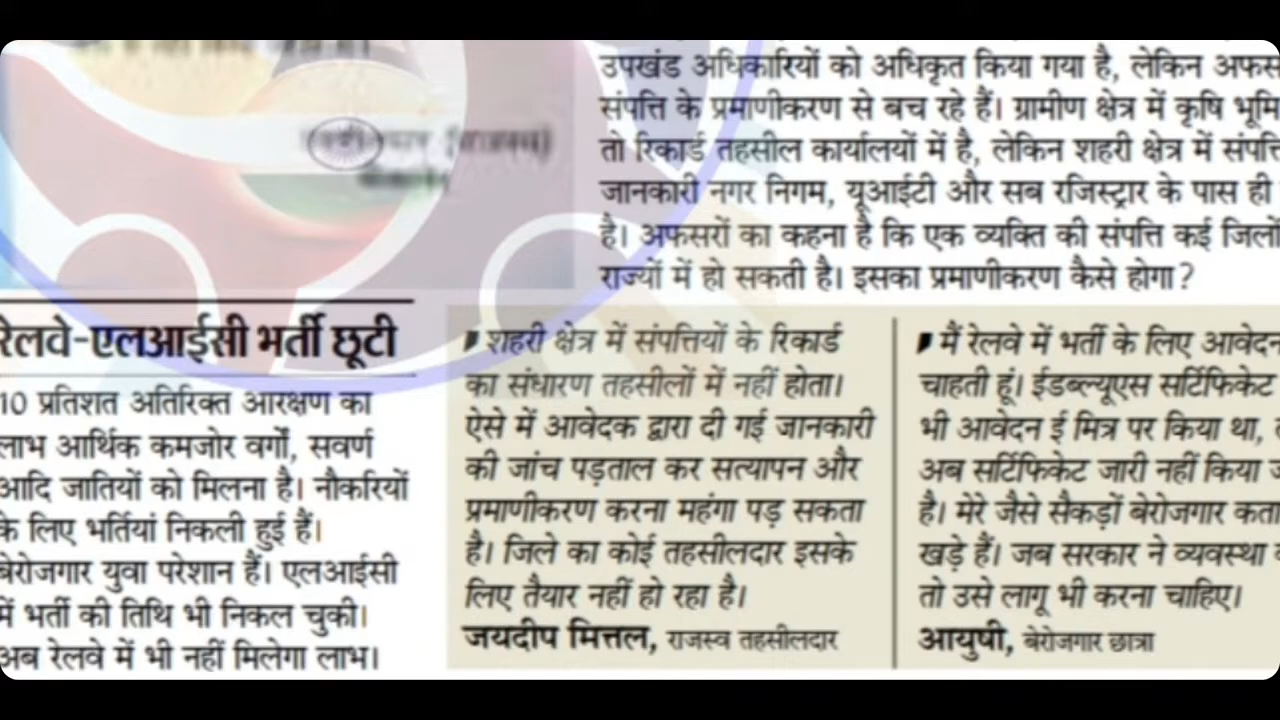 उपखंड अधिकारियों को अधिकृत किया गया है, लेकिन
संपत्ति के प्रमाणीकरण से बच रहे हैं। ग्रामीण क्षेत्र में कृषि
तो रिकार्ड तहसील कार्यालयों में है, लेकिन शहरी क्षेत्र में
जानकारी नगर निगम, यूआईटी और सब रजिस्ट्रार के पास ही
है। अफसरों का कहना है कि एक व्यक्ति की संपत्ति कई जिलों
राज्यों में हो सकती है। इसका प्रमाणीकरण कैसे होगा?
रेलवे-एलआईसी भर्ती छूटी
10 प्रतिशत अतिरिक्त आरक्षण का
लाभ आर्थिक कमजोर वर्गों, सवर्ण
आदि जातियों को मिलना है। नौकरियों
के लिए भर्तियां निकली हुई हैं।
बेरोजगार युवा परेशान हैं। एलआईसी
में भर्ती की तिथि भी निकल चुकी।
अब रेलवे में भी नहीं मिलेगा लाभ।
शहरी क्षेत्र में संपत्तियों के रिकार्ड
का संधारण तहसीलों में नहीं होता।
ऐसे में आवेदक द्वारा दी गई जानकारी
की जांच पड़ताल कर सत्यापन और
प्रमाणीकरण करना महंगा पड़ सकता
है। जिले का कोई तहसीलदार इसके
लिए तैयार नहीं हो रहा है।
जयदीप मित्तल, राजस्व तहसीलदार
मैं रेलवे में भर्ती के लिए आवेदन
चाहती हूं। ईडब्ल्यूएस सर्टिफिकेट
भी आवेदन ई मित्र पर किया था,
अब सर्टिफिकेट जारी नहीं किया
है। मेरे जैसे सैकड़ों बेरोजगार
खड़े हैं। जब सरकार ने व्यवस्था
तो उसे लागू भी करना चाहिए।
आयुषी, बेरोजगार छात्रा